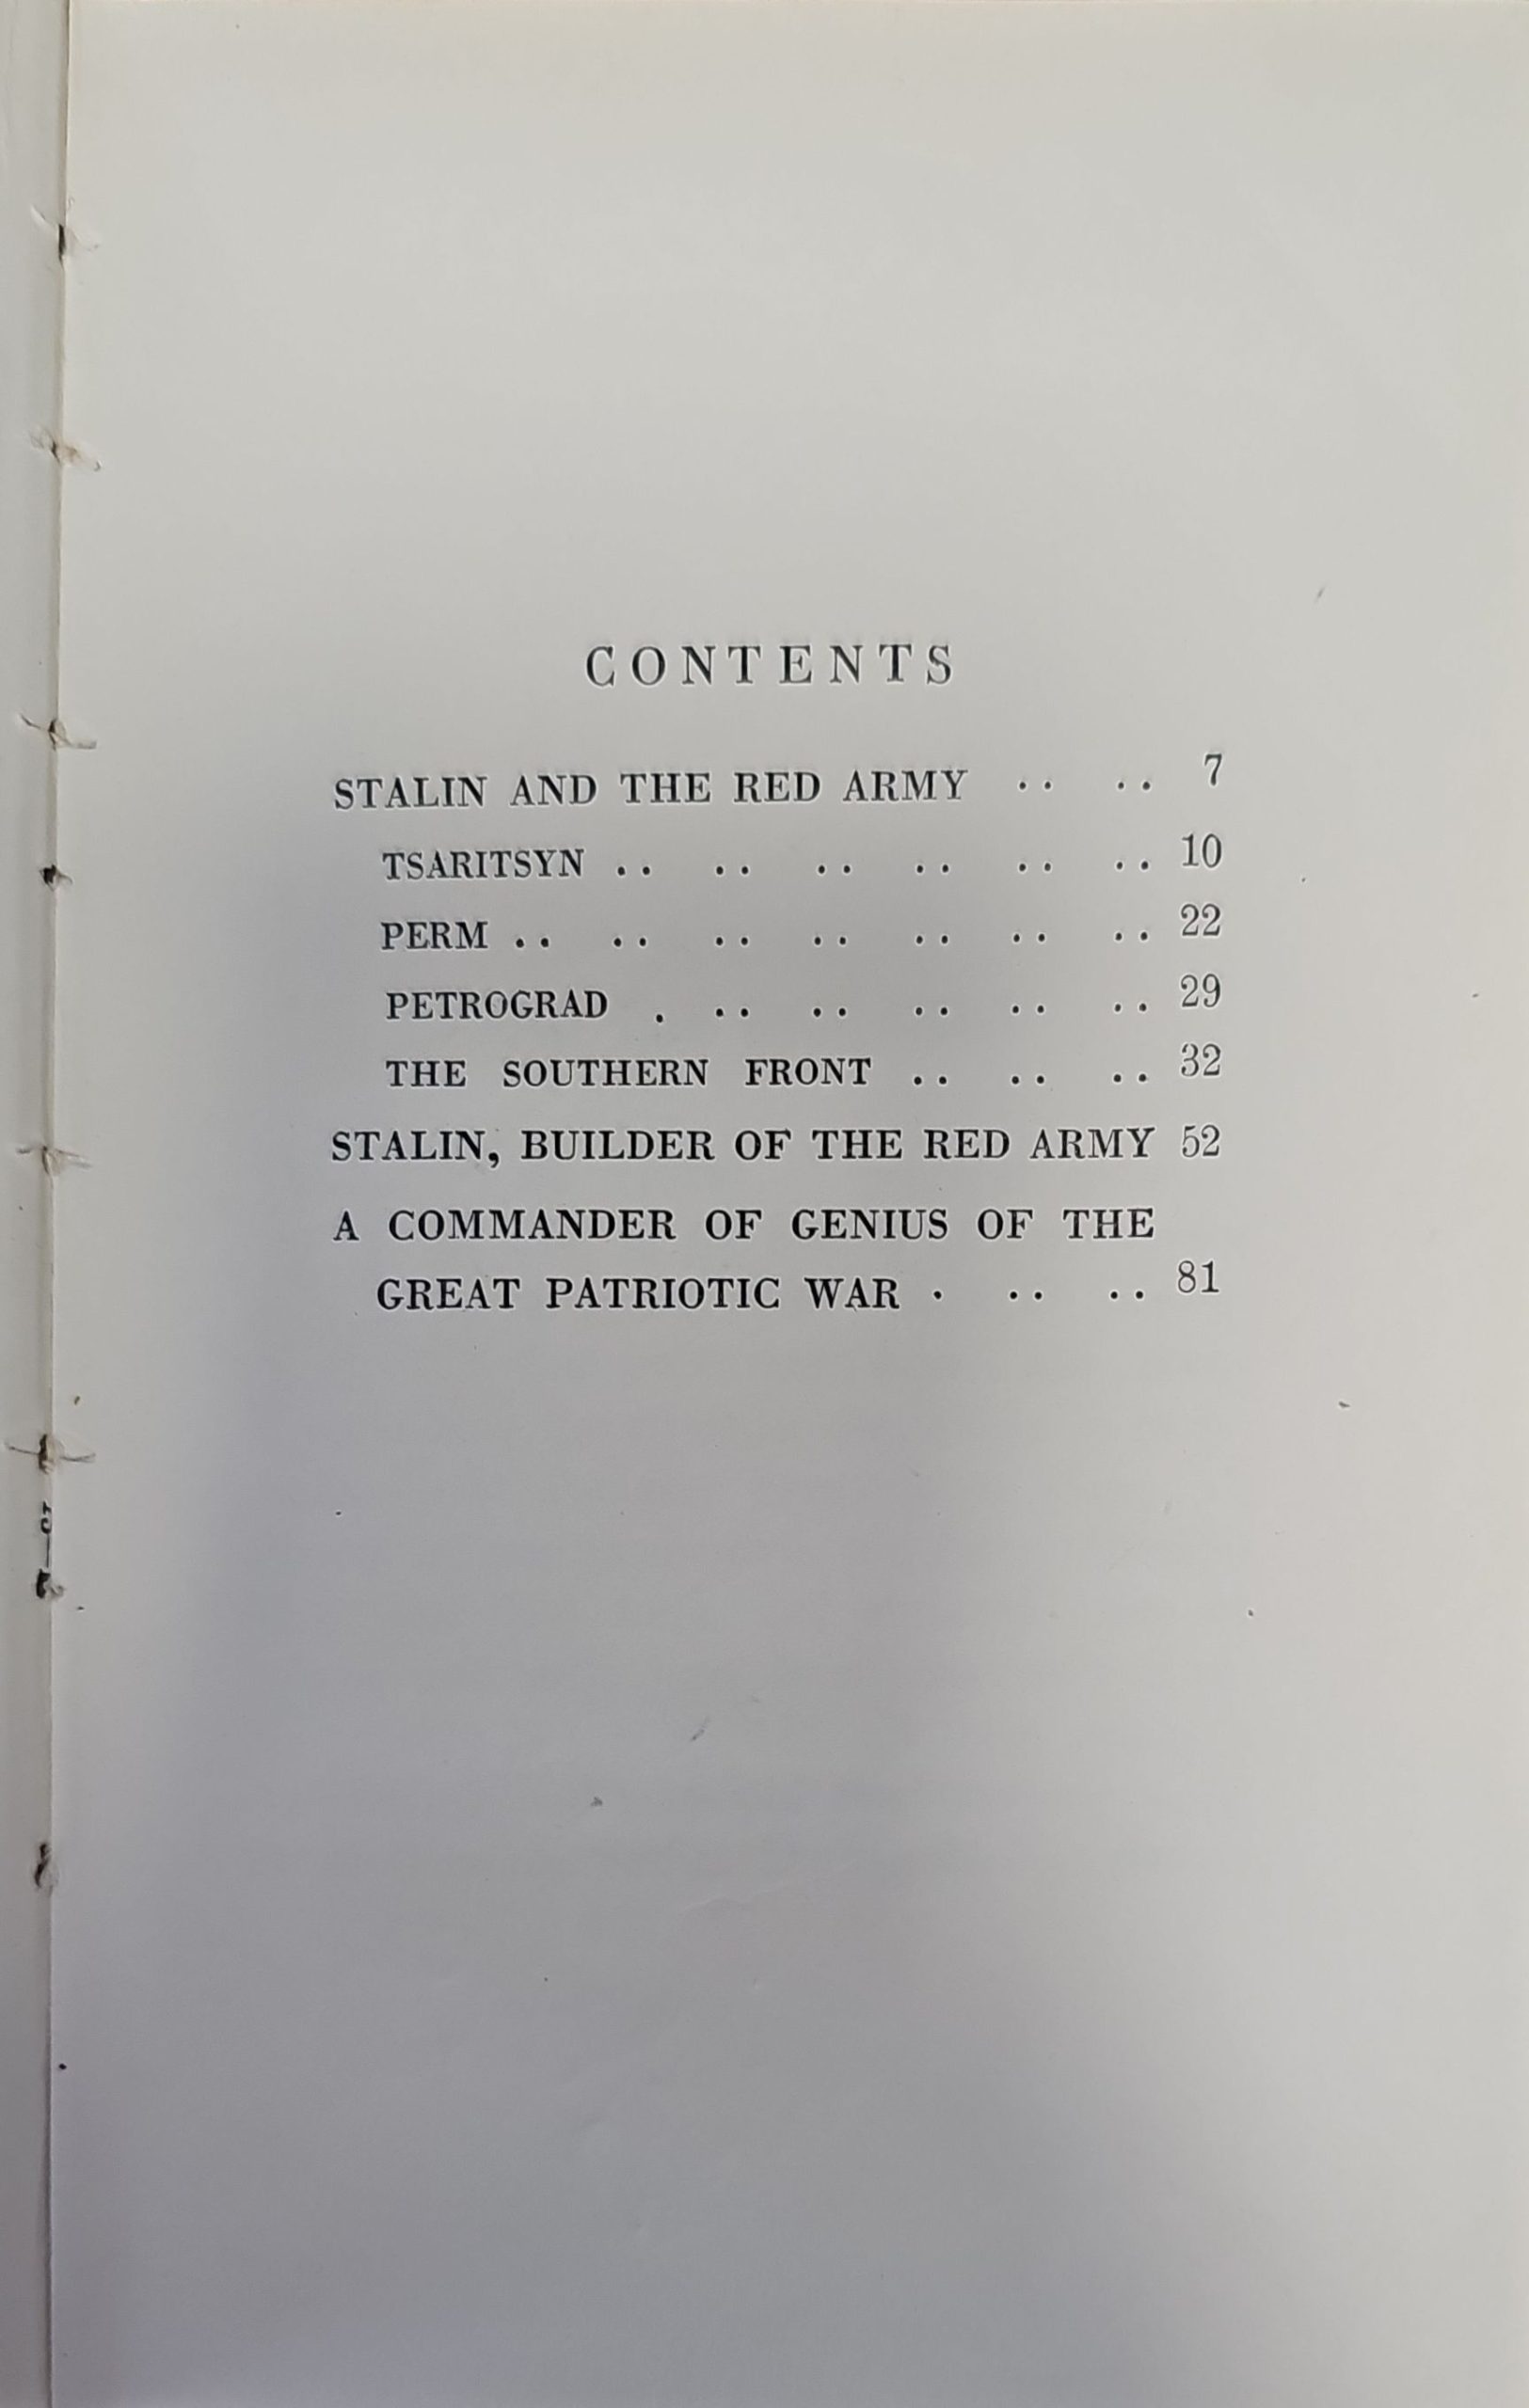 CONTENTS
STALIN AND THE RED ARMY .. .. 7
TSARITSYN .. .. .. .. .. .. 10
PERM .. .. .. .. .. .. .. 22
PETROGRAD . .. .. .. .. .. 29
THE SOUTHERN FRONT .. .. .. 32
STALIN, BUILDER OF THE RED ARMY 52
A COMMANDER OF GENIUS OF THE
GREAT PATRIOTIC WAR . .. .. 81